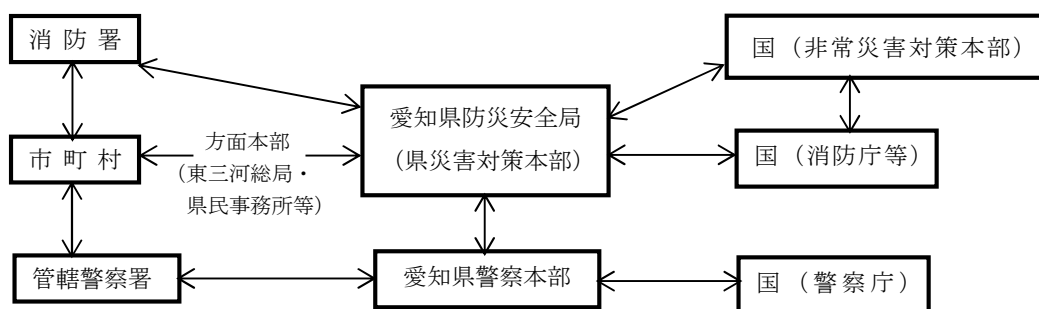 消防署
国（非常災害対策本部）
愛知県防災安全局
（県災害対策本部）
方面本部
（東三河総局・
県民事務所等）
市町村
国（消防庁等）
管轄警察署
愛知県警察本部
国（警察庁）